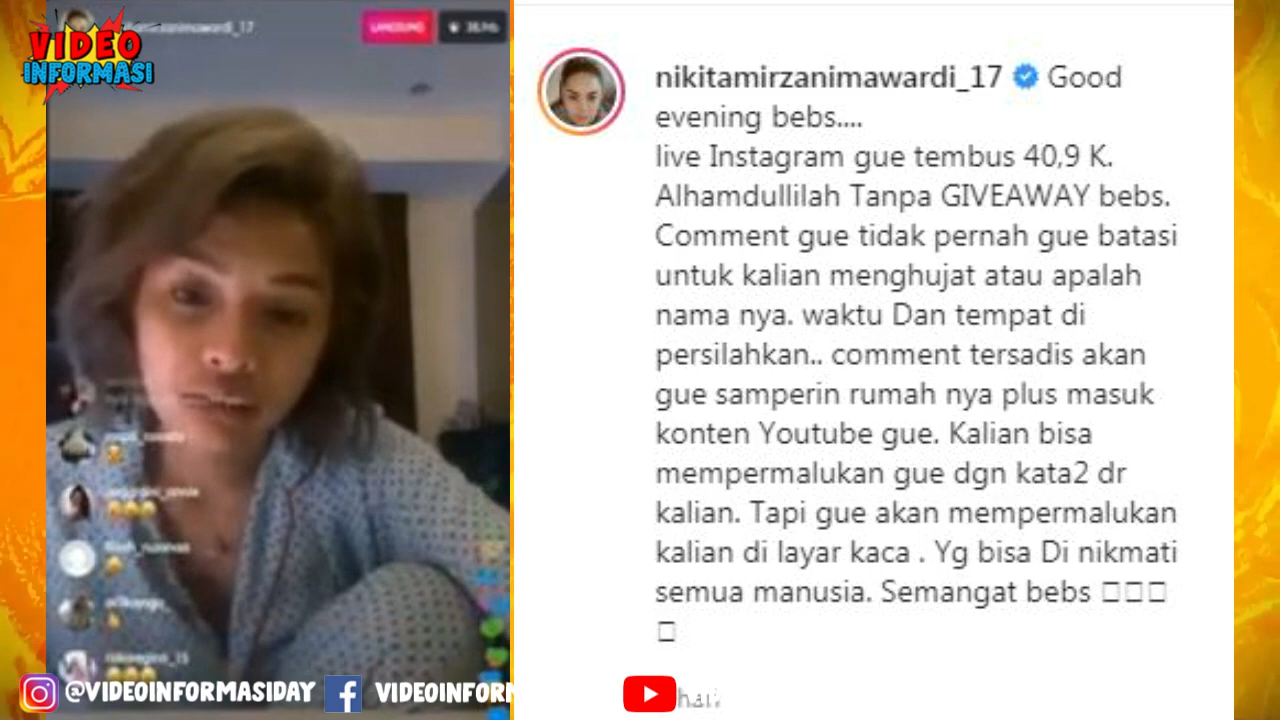 VIDEO
INFORMASI
LANGSUNG
nikitamirzanimawardi_17 Good
evening bebs....
live Instagram gue tembus 40,9 K.
Alhamdullilah Tanpa GIVEAWAY bebs.
Comment gue tidak pernah gue batasi
untuk kalian menghujat atau apalah
nama nya. waktu Dan tempat di
persilahkan.. comment tersadis akan
gue samperin rumah nya plus masuk
konten Youtube gue. Kalian bisa
mempermalukan gue dgn kata2 dr
kalian. Tapi gue akan mempermalukan
kalian di layar kaca . Yg bisa Di nikmati
semua manusia. Semangat bebs
@VIDEOINFORMASIDAY
VIDEOINFORM